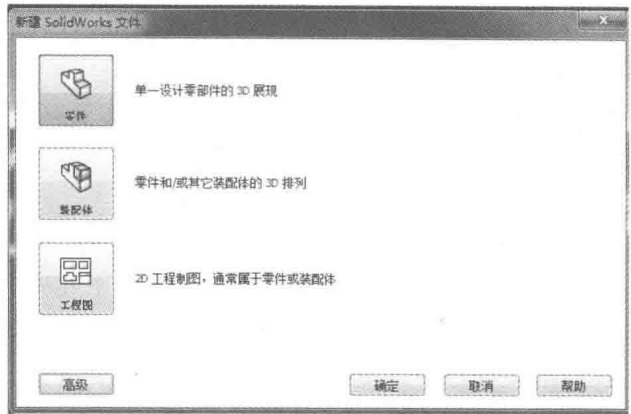 新建 SolidWorks 文件
零件
单一设计零部件的 3D 展现
装配体
零件和/或其它装配体的 3D 排列
工程图
2D 工程制图，通常属于零件或装配体
高级
确定
取消
帮助